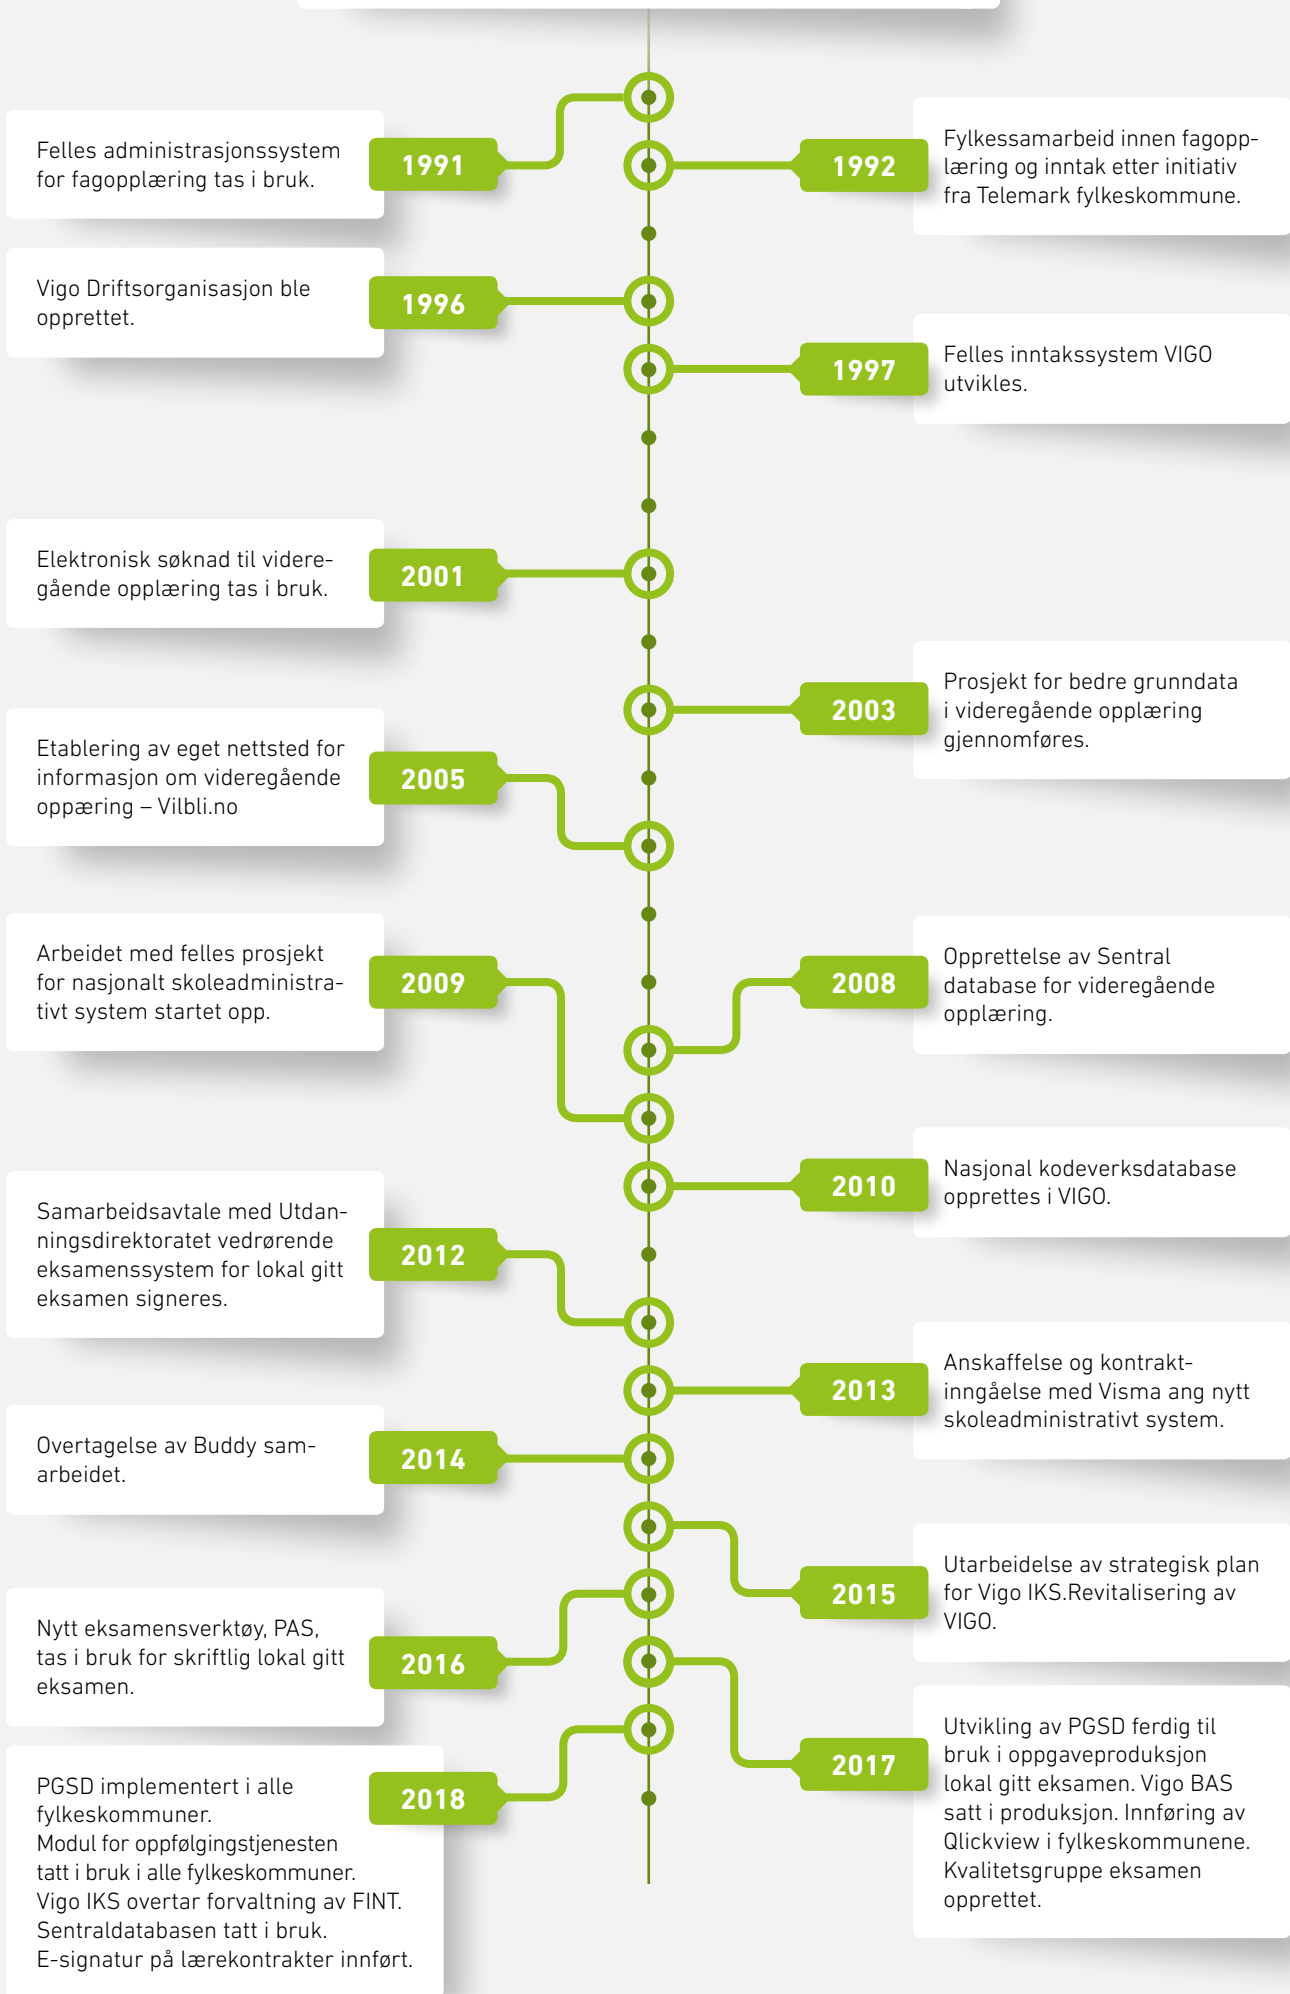 1991
Felles administrasjonssystem
for fagopplæring tas i bruk.
1992
Fylkessamarbeid innen fagopp-
læring og inntak etter initiativ
fra Telemark fylkeskommune.
1996
Vigo Driftsorganisasjon ble
opprettet.
1997
Felles inntakssystem VIGO
utvikles.
2001
Elektronisk søknad til videre-
gående opplæring tas i bruk.
2003
Prosjekt for bedre grunndata
i videregående opplæring
gjennomføres.
2005
Etablering av eget nettsted for
informasjon om videregående
oppæring – Vilbli.no
2008
Opprettelse av Sentral
database for videregående
opplæring.
2009
Arbeidet med felles prosjekt
for nasjonalt skoleadministra-
tivt system startet opp.
2010
Nasjonal kodeverksdatabase
opprettes i VIGO.
2012
Samarbeidsavtale med Utdan-
ningsdirektoratet vedrørende
eksamenssystem for lokal gitt
eksamen signeres.
2013
Anskaffelse og kontrakt-
inngåelse med Visma ang nytt
skoleadministrativt system.
2014
Overtagelse av Buddy sam-
arbeidet.
2015
Utarbeidelse av strategisk plan
for Vigo IKS.Revitalisering av
VIGO.
2016
Nytt eksamensverktøy, PAS,
tas i bruk for skriftlig lokal gitt
eksamen.
2017
Utvikling av PGSD ferdig til
bruk i oppgaveproduksjon
lokal gitt eksamen. Vigo BAS
satt i produksjon. Innføring av
Qlickview i fylkeskommunene.
Kvalitetsgruppe eksamen
opprettet.
2018
PGSD implementert i alle
fylkeskommuner.
Modul for oppfølgingstjenesten
tatt i bruk i alle fylkeskommuner.
Vigo IKS overtar forvaltning av FINT.
Sentraldatabasen tatt i bruk.
E-signatur på lærekontrakter innført.